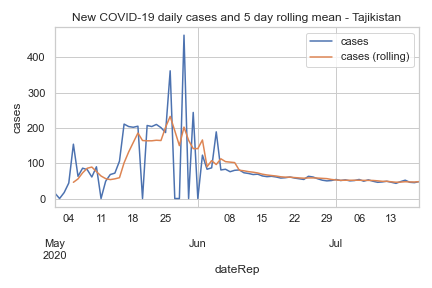 New COVID-19 daily cases and 5 day rolling mean - Tajikistan
cases
cases (rolling)
cases
400
300
200
100
0
04 11 18 25 08 15 22 29 06 13
May Jun Jul
2020
dateRep